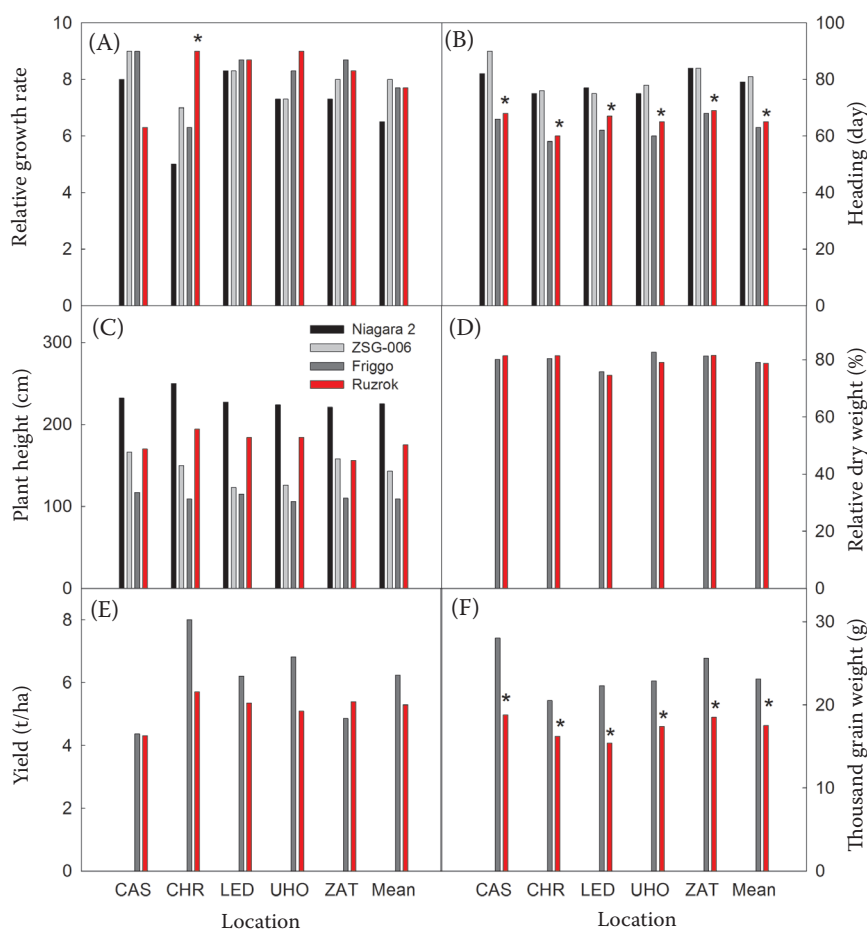 (A)
Relative growth rate
10
8
6
4
2
0
*
(B)
Heading (day)
100
80
60
40
20
0
* * * * * *
(C)
Plant height (cm)
300
200
100
0
Niagara 2
ZSG-006
Friggo
Ruzrok
(D)
Relative dry weight (%)
80
60
40
20
0
(E)
Yield (t/ha)
8
6
4
2
0
CAS CHR LED UHO ZAT Mean
Location
(F)
Thousand grain weight (g)
30
20
10
0
* * * * * *
CAS CHR LED UHO ZAT Mean
Location